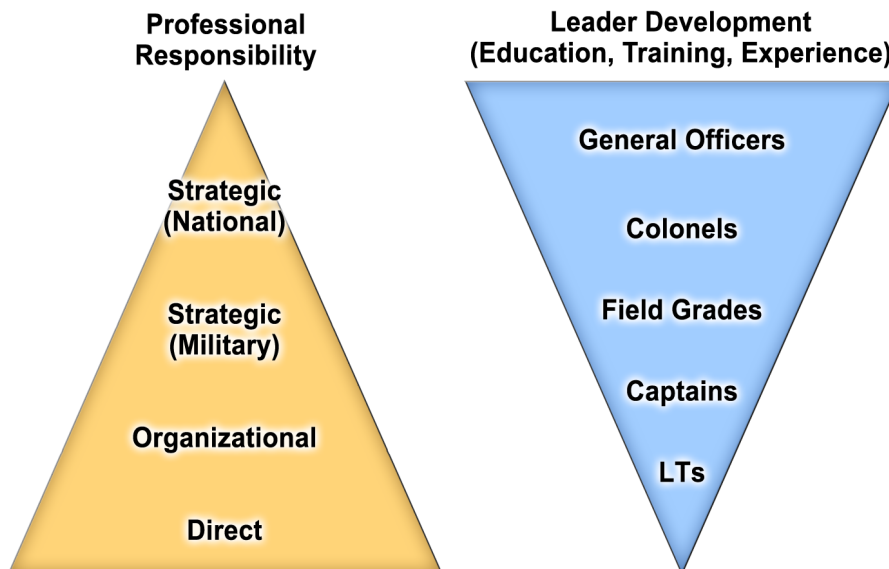 Professional
Responsibility
Strategic
(National)
Strategic
(Military)
Organizational
Direct
Leader Development
(Education, Training, Experience)
General Officers
Colonels
Field Grades
Captains
LTs